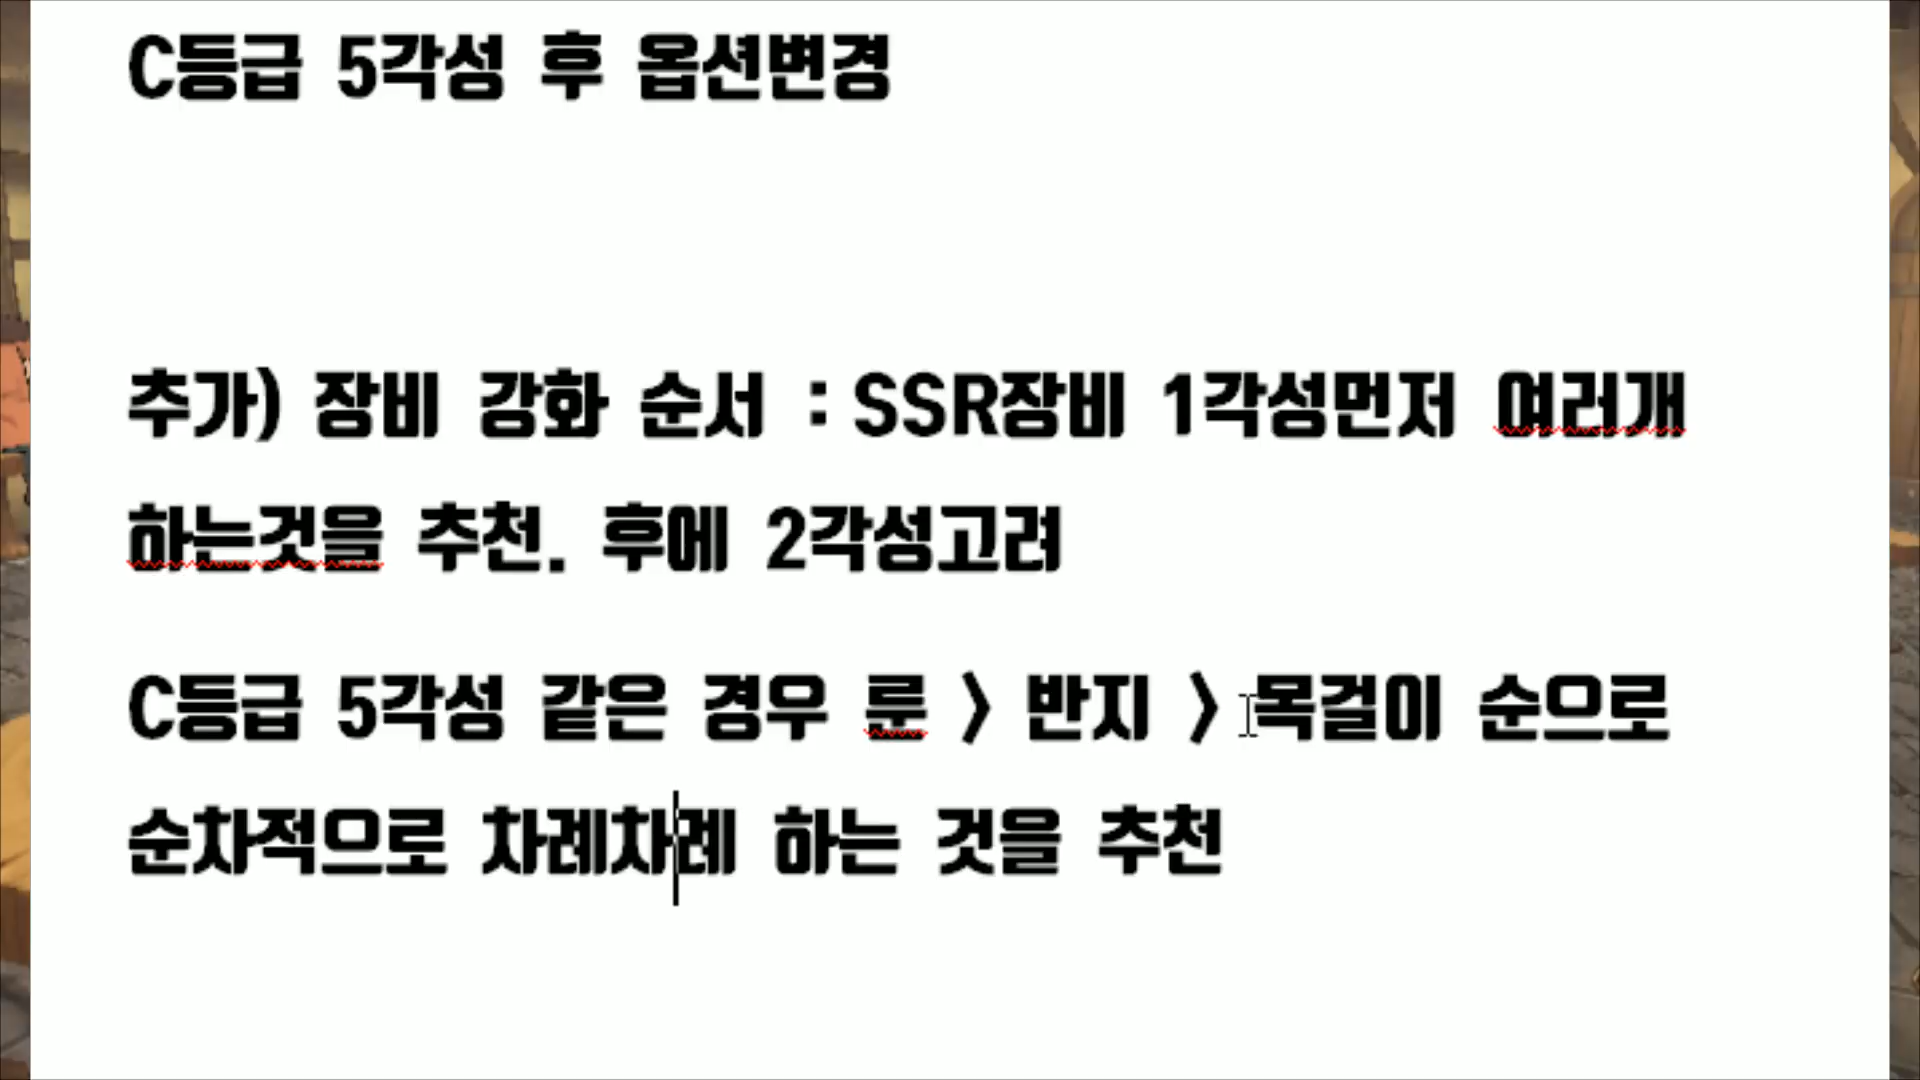 C등급 5각성 후 옵션변경
추가) 장비 강화 순서 : SSR장비 1각성먼저 여러개
하는것을 추천. 후에 2각성고려
C등급 5각성 같은 경우 룬 > 반지 > 목걸이 순으로
순차적으로 차례차례 하는 것을 추천